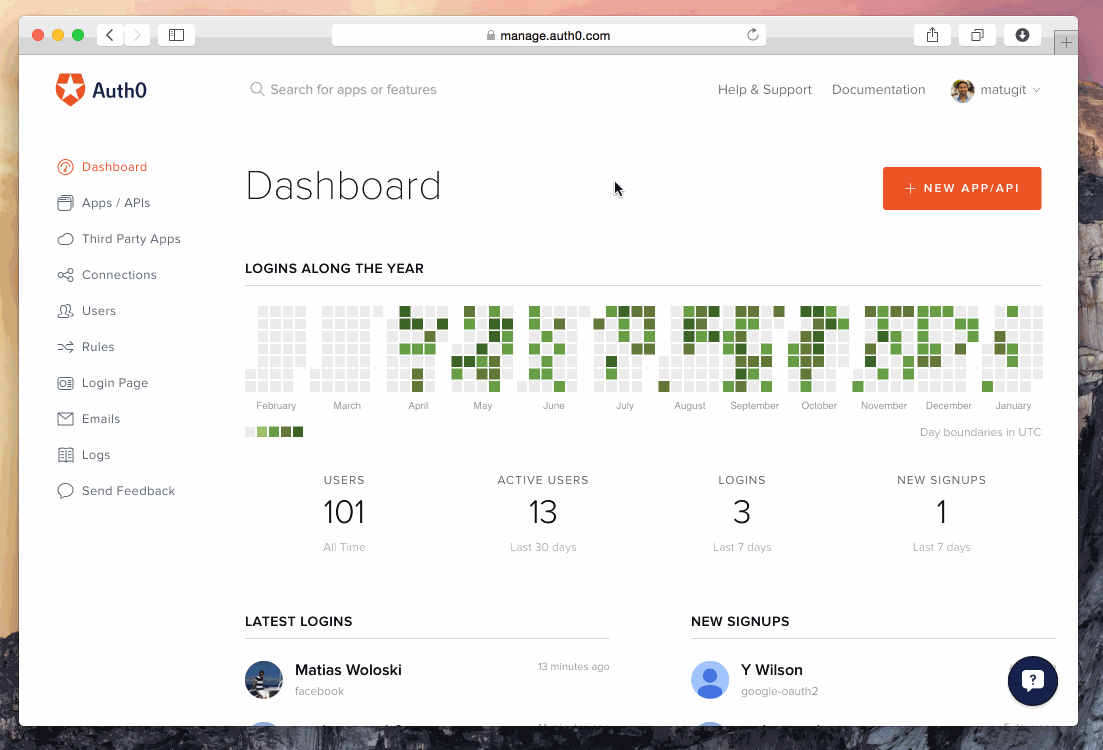 manage.auth0.com
Auth0
Search for apps or features
Help & Support
Documentation
matugit
Dashboard
Apps / APIs
Third Party Apps
Connections
Users
Rules
Login Page
Emails
Logs
Send Feedback
Dashboard
+ NEW APP/API
LOGINS ALONG THE YEAR
February March April May June July August September October November December January
Day boundaries in UTC
USERS
101
All Time
ACTIVE USERS
13
Last 30 days
LOGINS
3
Last 7 days
NEW SIGNUPS
1
Last 7 days
LATEST LOGINS
Matias Woloski
13 minutes ago
facebook
NEW SIGNUPS
Y Wilson
google-oauth2